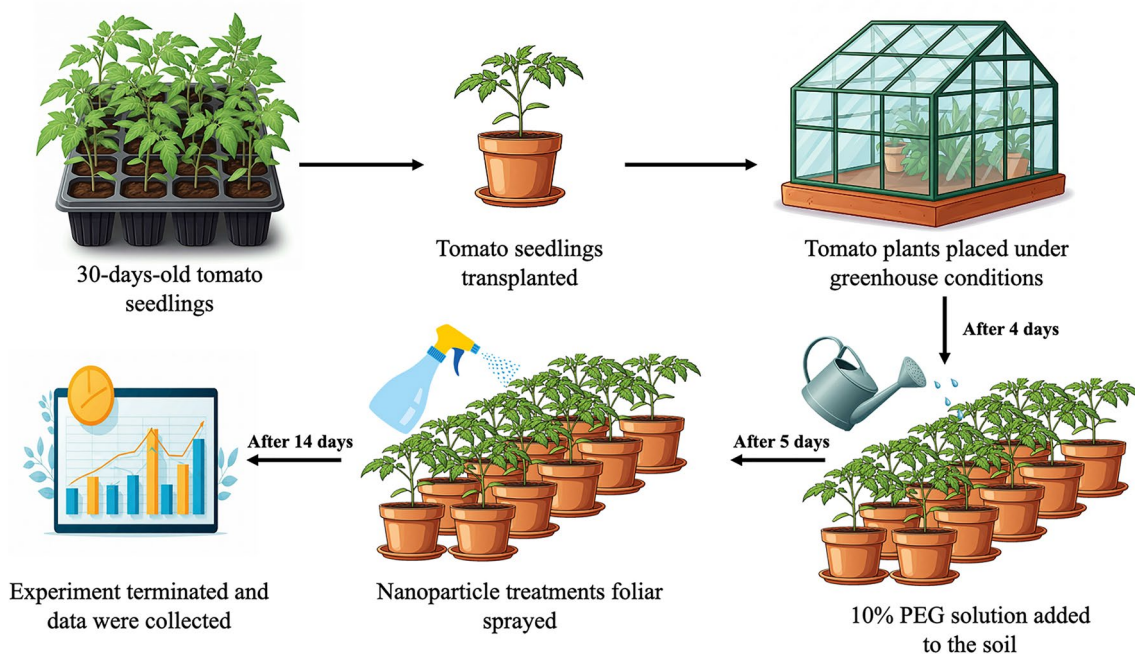 30-days-old tomato
seedlings
Tomato seedlings
transplanted
Tomato plants placed under
greenhouse conditions
After 4 days
10% PEG solution added
to the soil
After 5 days
Nanoparticle treatments foliar
sprayed
After 14 days
Experiment terminated and
data were collected